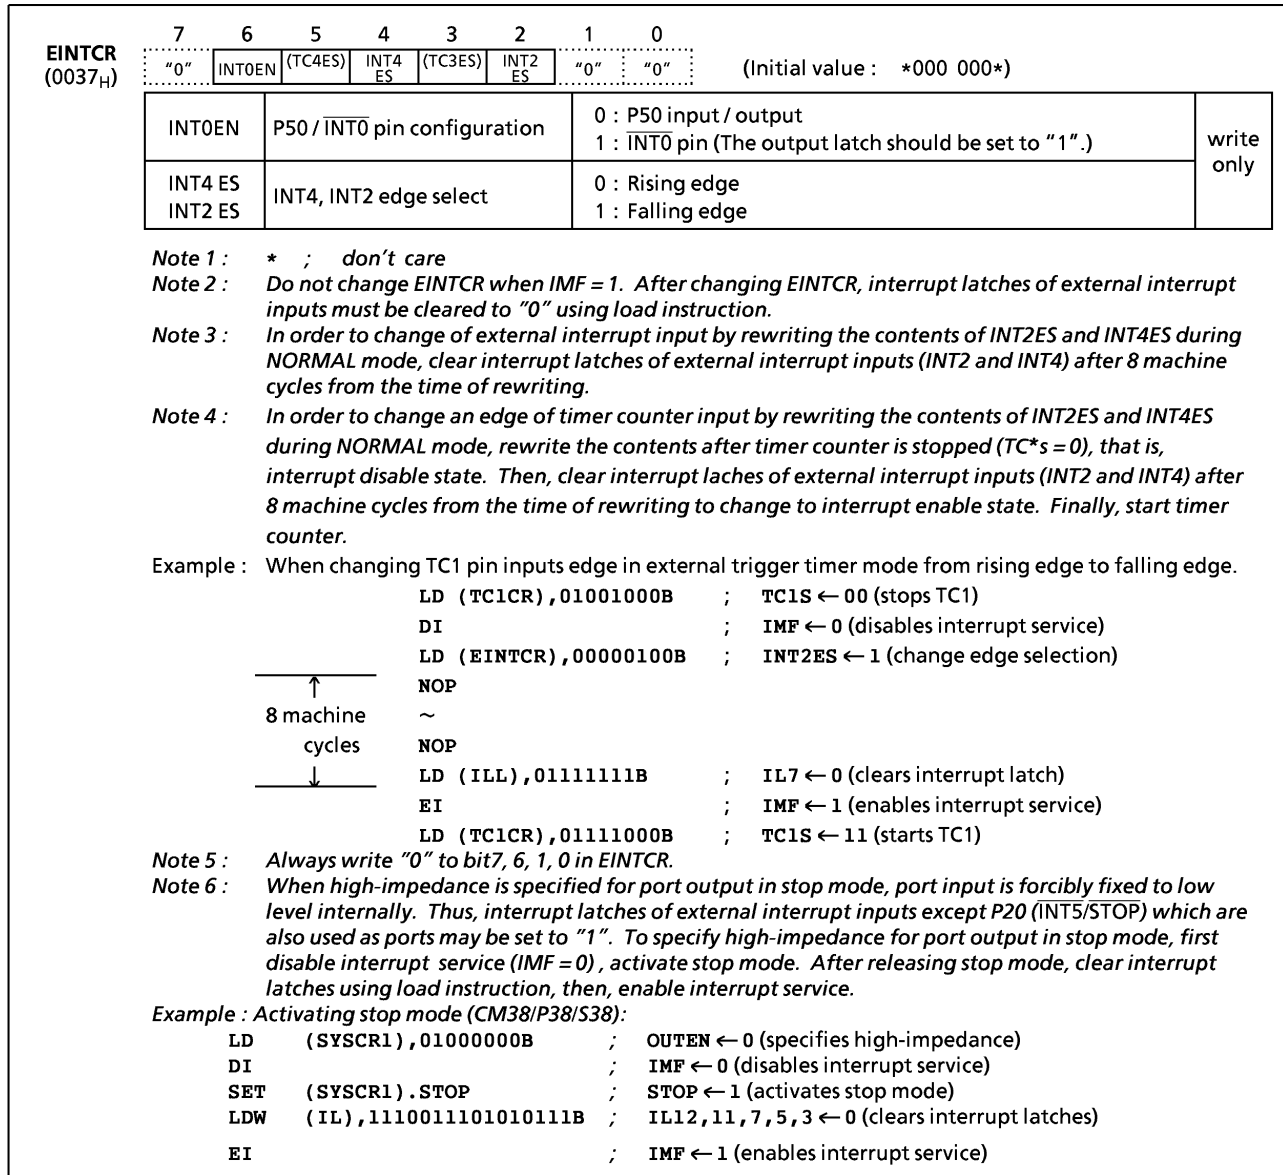 7 6 5 4 3 2 1 0
EINTCR
(0037H)
"0" INT0EN (TC4ES) INT4 ES (TC3ES) INT2 ES "0" "0" (Initial value : *000 000*)
INT0EN P50 / INT0 pin configuration 0 : P50 input / output
1 : INT0 pin (The output latch should be set to "1".)
write only
INT4 ES
INT2 ES
INT4, INT2 edge select
0 : Rising edge
1 : Falling edge
Note 1 : * ; don't care
Note 2 : Do not change EINTCR when IMF = 1. After changing EINTCR, interrupt latches of external interrupt
inputs must be cleared to "0" using load instruction.
Note 3 : In order to change of external interrupt input by rewriting the contents of INT2ES and INT4ES during
NORMAL mode, clear interrupt latches of external interrupt inputs (INT2 and INT4) after 8 machine
cycles from the time of rewriting.
Note 4 : In order to change an edge of timer counter input by rewriting the contents of INT2ES and INT4ES
during NORMAL mode, rewrite the contents after timer counter is stopped (TC*s = 0), that is,
interrupt disable state. Then, clear interrupt laches of external interrupt inputs (INT2 and INT4) after
8 machine cycles from the time of rewriting to change to interrupt enable state. Finally, start timer
counter.
Example : When changing TC1 pin inputs edge in external trigger timer mode from rising edge to falling edge.
LD (TC1CR),01001000B ; TC1S ← 00 (stops TC1)
DI ; IMF ← 0 (disables interrupt service)
LD (EINTCR),00000100B ; INT2ES ← 1 (change edge selection)
↑ NOP
8 machine ~
cycles NOP
↓ LD (ILL),01111111B ; IL7 ← 0 (clears interrupt latch)
EI ; IMF ← 1 (enables interrupt service)
LD (TC1CR),01111000B ; TC1S ← 11 (starts TC1)
Note 5 : Always write "0" to bit7, 6, 1, 0 in EINTCR.
Note 6 : When high-impedance is specified for port output in stop mode, port input is forcibly fixed to low
level internally. Thus, interrupt latches of external interrupt inputs except P20 (INT5/STOP) which are
also used as ports may be set to "1". To specify high-impedance for port output in stop mode, first
disable interrupt service (IMF = 0) , activate stop mode. After releasing stop mode, clear interrupt
latches using load instruction, then, enable interrupt service.
Example : Activating stop mode (CM38/P38/S38):
LD (SYSCR1),01000000B ; OUTEN ← 0 (specifies high-impedance)
DI ; IMF ← 0 (disables interrupt service)
SET (SYSCR1).STOP ; STOP ← 1 (activates stop mode)
LDW (IL),1110011101010111B ; IL12,11,7,5,3 ← 0 (clears interrupt latches)
EI ; IMF ← 1 (enables interrupt service)